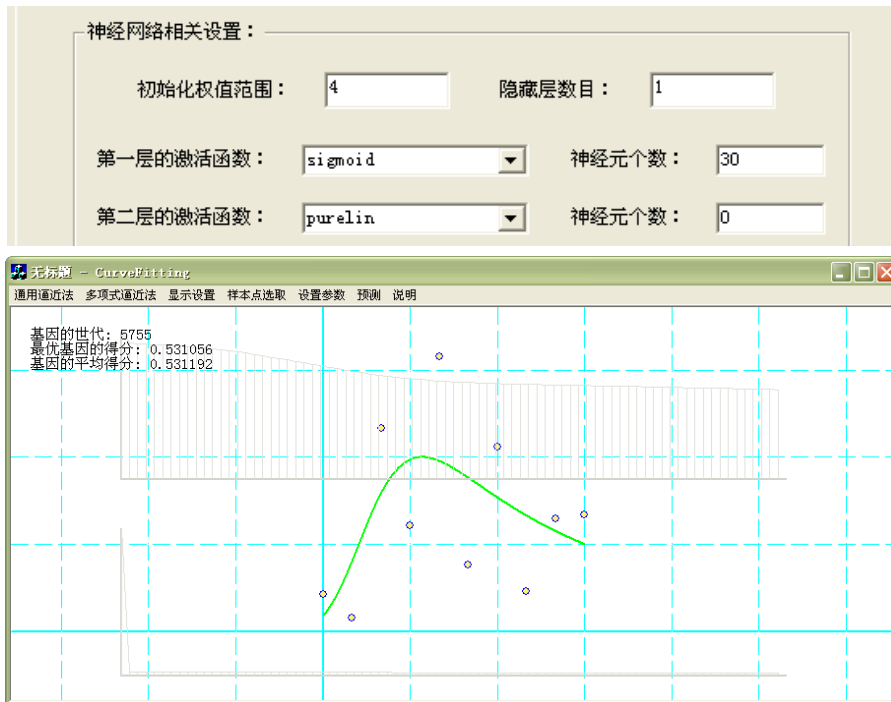 神经网络相关设置：
初始化权值范围： 4 隐藏层数目： 1
第一层的激活函数： sigmoid 神经元个数： 30
第二层的激活函数： purelin 神经元个数： 0
无标题 - CurveFitting
通用逼近法 多项式逼近法 显示设置 样本点选取 设置参数 预测 说明
基因的世代: 5755
最优基因的得分: 0.531056
基因的平均得分: 0.531192